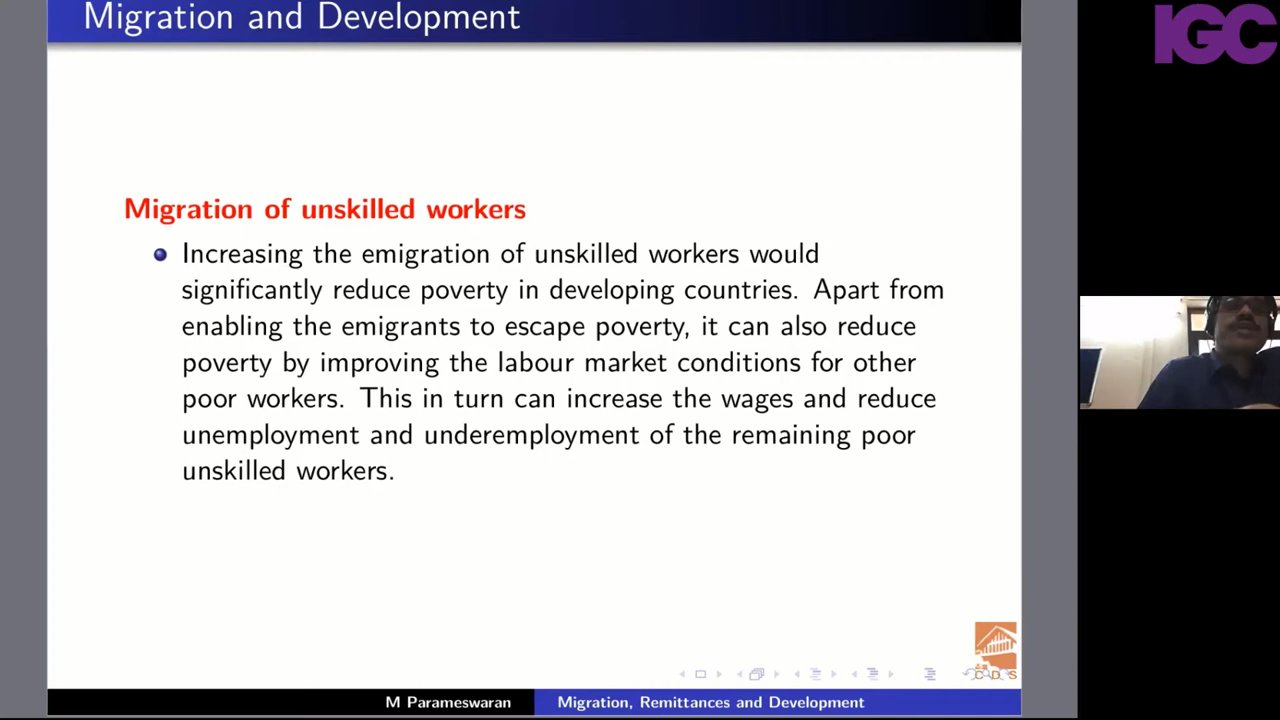 Migration and Development
IGC
Migration of unskilled workers
Increasing the emigration of unskilled workers would
significantly reduce poverty in developing countries. Apart from
enabling the emigrants to escape poverty, it can also reduce
poverty by improving the labour market conditions for other
poor workers. This in turn can increase the wages and reduce
unemployment and underemployment of the remaining poor
unskilled workers.
C D S
M Parameswaran
Migration, Remittances and Development